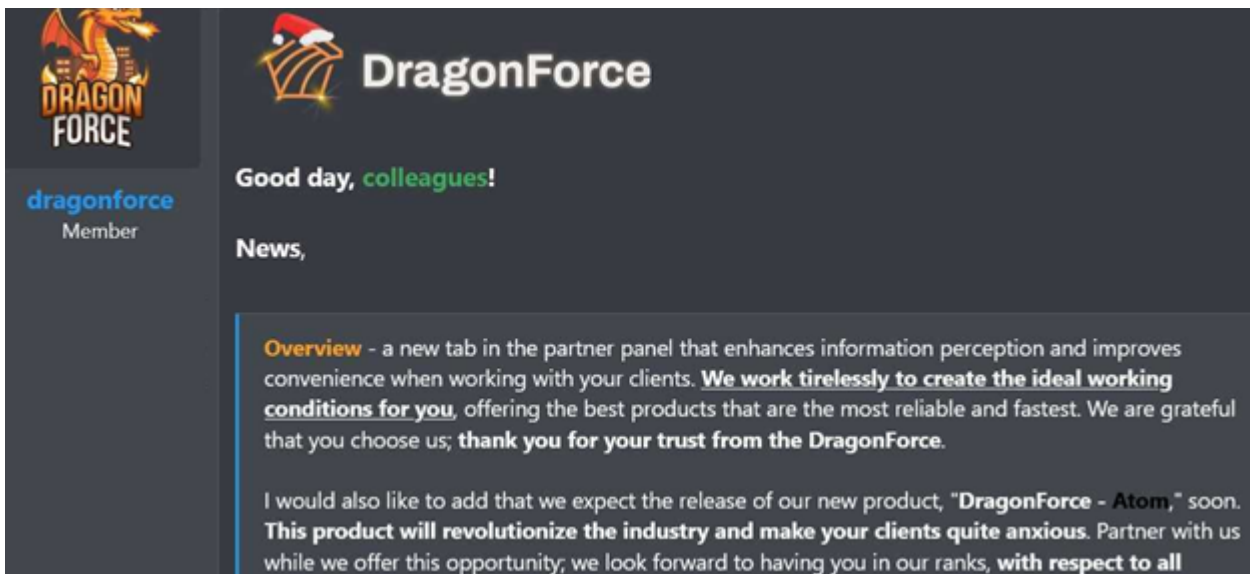 DRAGON
FORCE
dragonforce
Member
DragonForce
Good day, colleagues!
News,
Overview - a new tab in the partner panel that enhances information perception and improves
convenience when working with your clients. We work tirelessly to create the ideal working
conditions for you, offering the best products that are the most reliable and fastest. We are grateful
that you choose us; thank you for your trust from the DragonForce.
I would also like to add that we expect the release of our new product, "DragonForce - Atom," soon.
This product will revolutionize the industry and make your clients quite anxious. Partner with us
while we offer this opportunity; we look forward to having you in our ranks, with respect to all